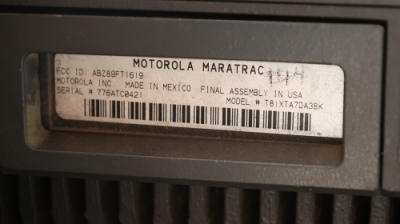 MOTOROLA MARATRAC
FCC ID: ABZ89FT1619
MOTOROLA INC MADE IN MEXICO FINAL ASSEMBLY IN USA
SERIAL # 776ATC0421 MODEL # T81XTA7DA3BK